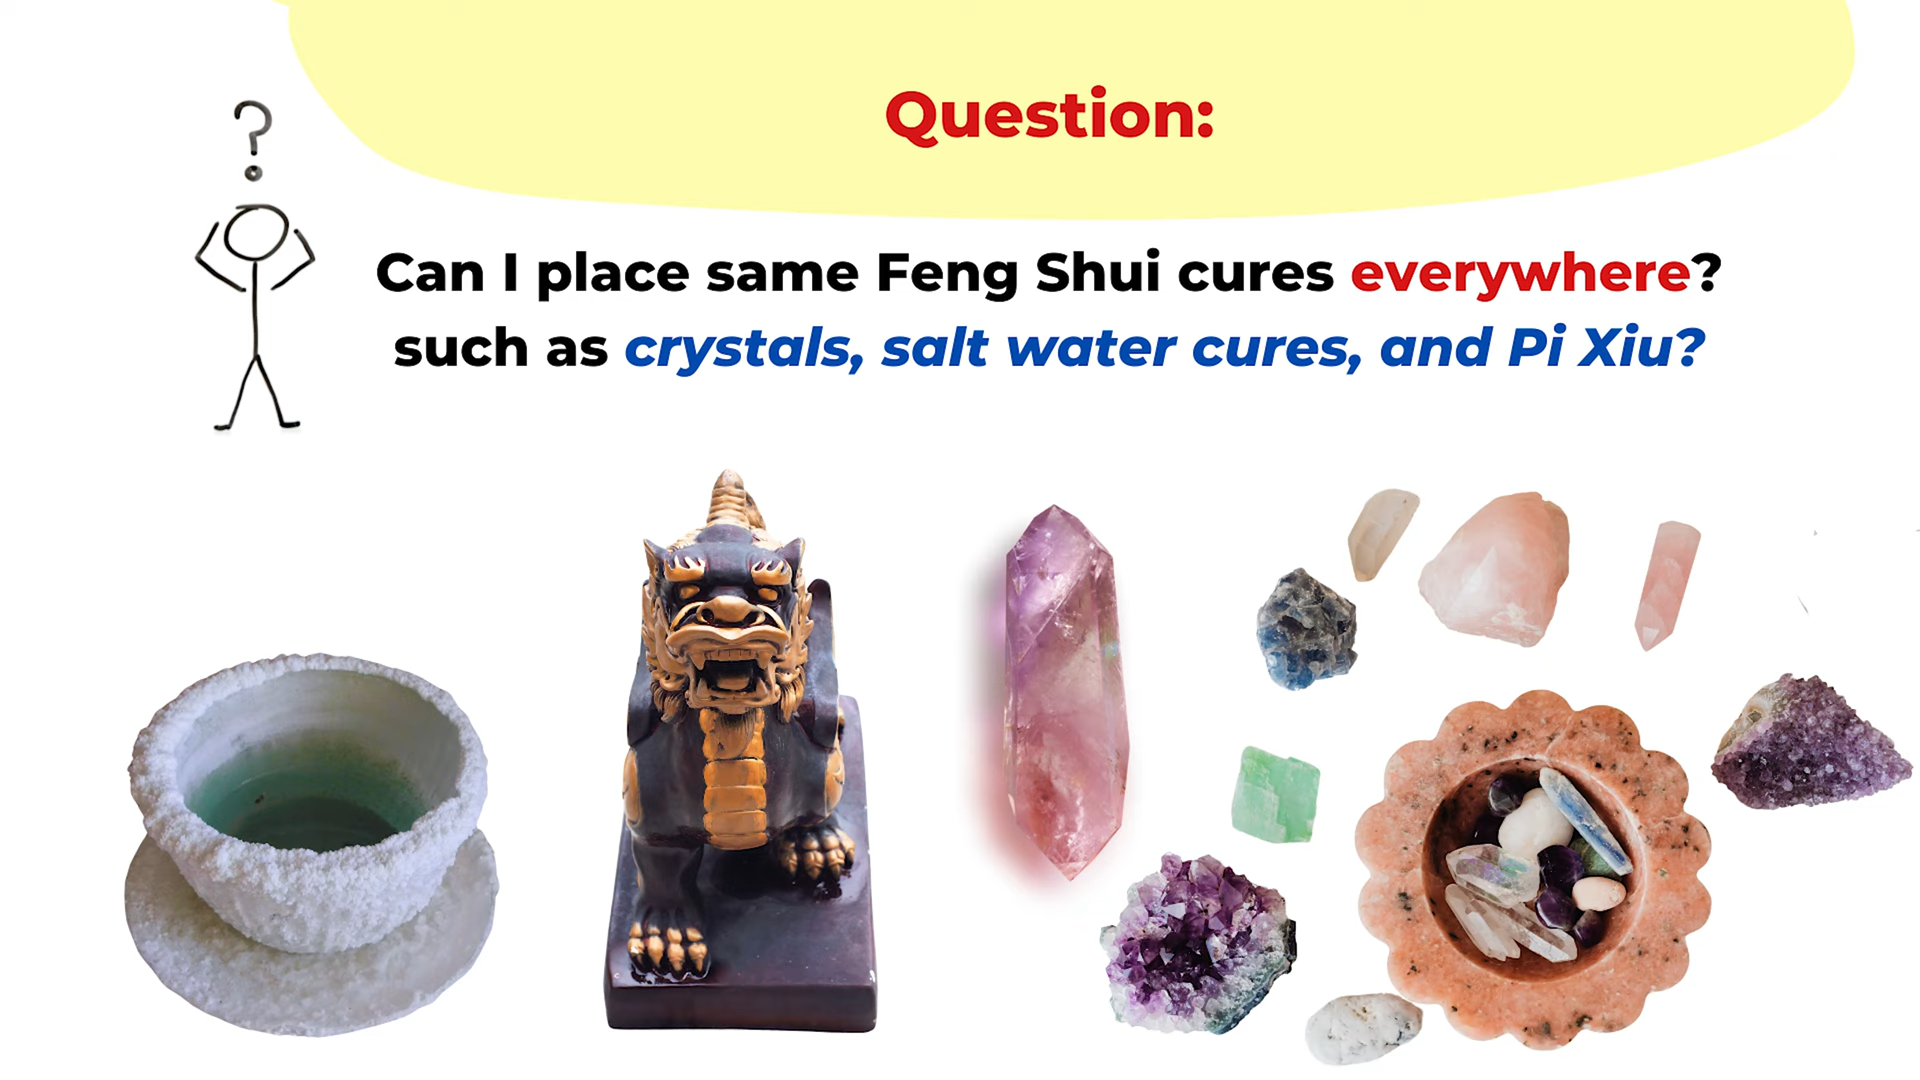 Question:
Can I place same Feng Shui cures everywhere?
such as crystals, salt water cures, and Pi Xiu?